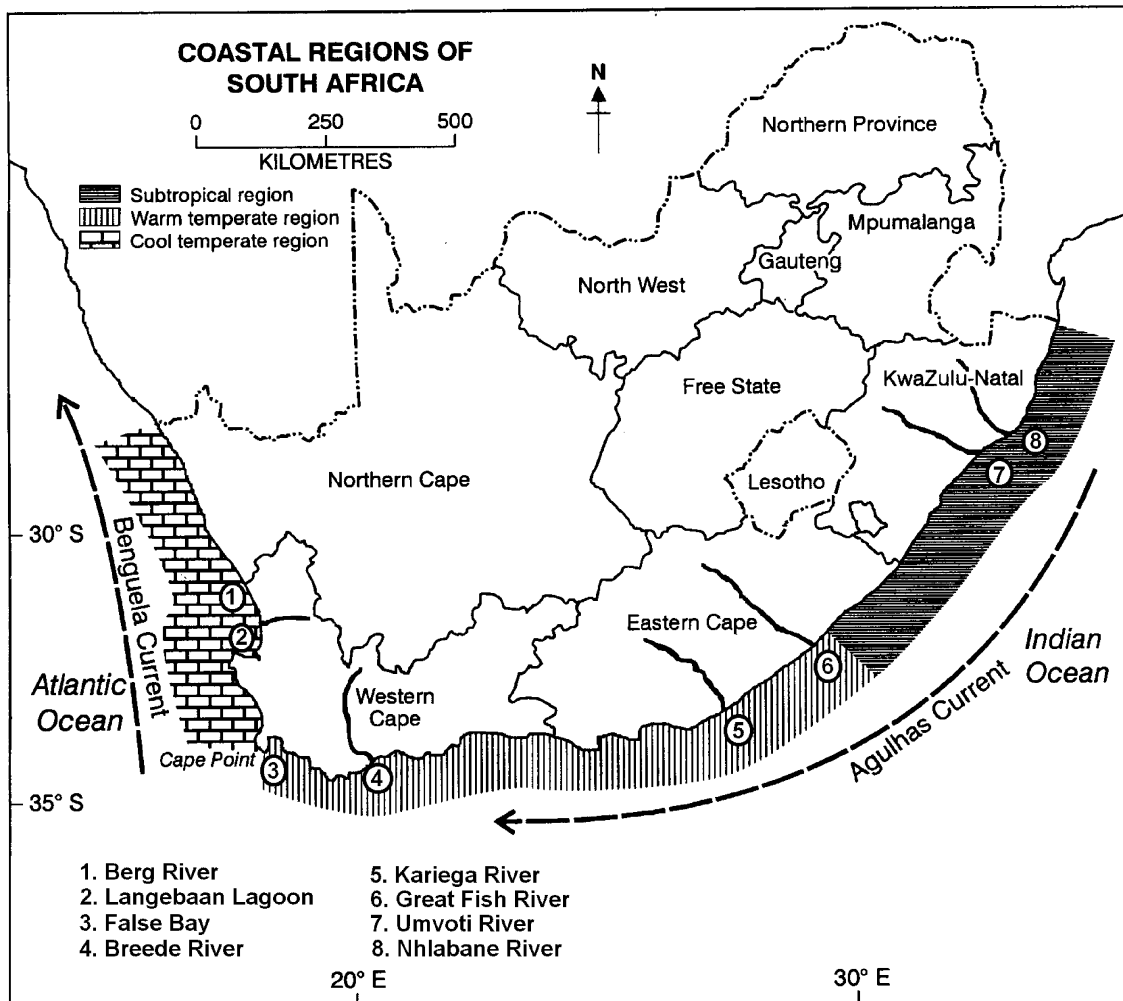 COASTAL REGIONS OF
SOUTH AFRICA
0 250 500
KILOMETRES
N
Subtropical region
Warm temperate region
Cool temperate region
Northern Province
Mpumalanga
Gauteng
North West
Free State
KwaZulu-Natal
Lesotho
Northern Cape
Eastern Cape
Western
Cape
30° S
35° S
Benguela Current
Atlantic
Ocean
Cape Point
Indian
Ocean
Agulhas Current
1
2
3
4
5
6
7
8
1. Berg River
2. Langebaan Lagoon
3. False Bay
4. Breede River
5. Kariega River
6. Great Fish River
7. Umvoti River
8. Nhlabane River
20° E
30° E